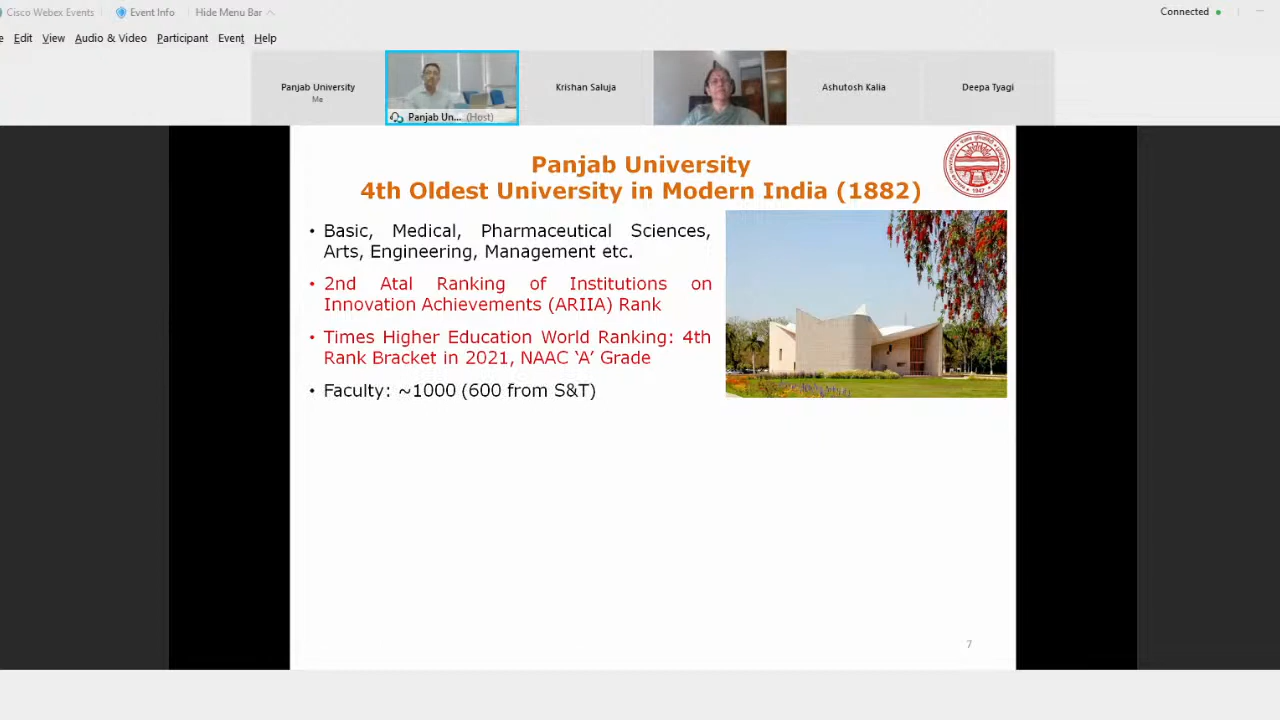 Cisco Webex Events
Event Info
Hide Menu Bar
Connected
e Edit View Audio & Video Participant Event Help
Panjab University
Me
Panjab Un... (Host)
Krishan Saluja
Ashutosh Kalia
Deepa Tyagi
Panjab University
4th Oldest University in Modern India (1882)
• Basic, Medical, Pharmaceutical Sciences,
Arts, Engineering, Management etc.
• 2nd Atal Ranking of Institutions on
Innovation Achievements (ARIIA) Rank
• Times Higher Education World Ranking: 4th
Rank Bracket in 2021, NAAC ‘A’ Grade
• Faculty: ~1000 (600 from S&T)
1947
7